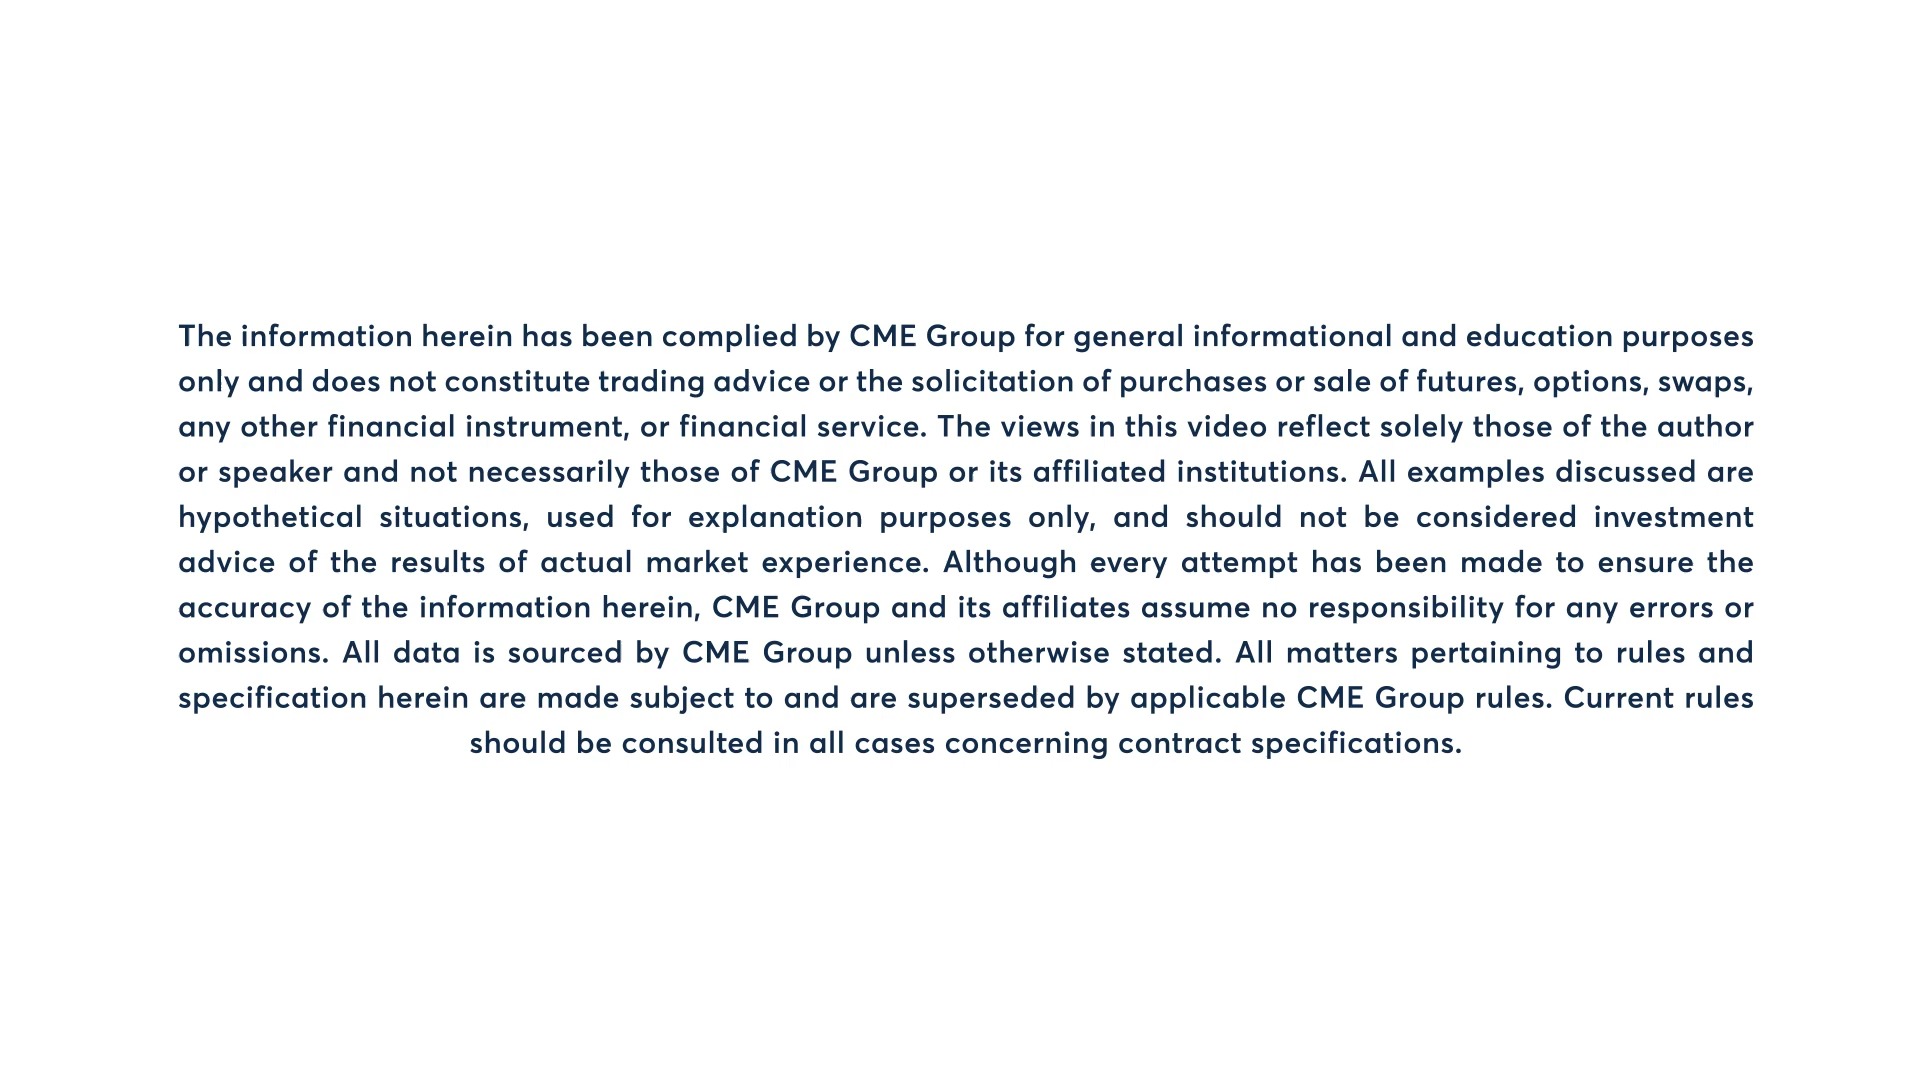 The information herein has been complied by CME Group for general informational and education purposes
only and does not constitute trading advice or the solicitation of purchases or sale of futures, options, swaps,
any other financial instrument, or financial service. The views in this video reflect solely those of the author
or speaker and not necessarily those of CME Group or its affiliated institutions. All examples discussed are
hypothetical situations, used for explanation purposes only, and should not be considered investment
advice of the results of actual market experience. Although every attempt has been made to ensure the
accuracy of the information herein, CME Group and its affiliates assume no responsibility for any errors or
omissions. All data is sourced by CME Group unless otherwise stated. All matters pertaining to rules and
specification herein are made subject to and are superseded by applicable CME Group rules. Current rules
should be consulted in all cases concerning contract specifications.